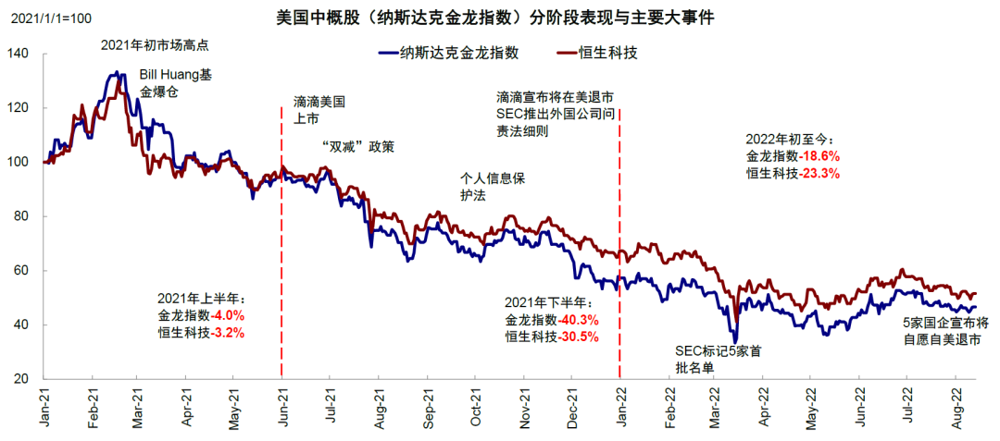 美国中概股（纳斯达克金龙指数）分阶段表现与主要大事件
2021/1/1=100
纳斯达克金龙指数
恒生科技
140
120
100
80
60
40
20
2021年初市场高点
Bill Huang基
金爆仓
滴滴美国
上市
“双减”政策
个人信息保
护法
滴滴宣布将在美退市
SEC推出外国公司问
责法细则
2022年初至今：
金龙指数-18.6%
恒生科技-23.3%
2021年上半年：
金龙指数-4.0%
恒生科技-3.2%
2021年下半年：
金龙指数-40.3%
恒生科技-30.5%
SEC标记5家首
批名单
5家国企宣布将
自愿自美退市
Jan-21
Feb-21
Mar-21
Apr-21
May-21
Jun-21
Jul-21
Aug-21
Sep-21
Oct-21
Nov-21
Dec-21
Jan-22
Feb-22
Mar-22
Apr-22
May-22
Jun-22
Jul-22
Aug-22